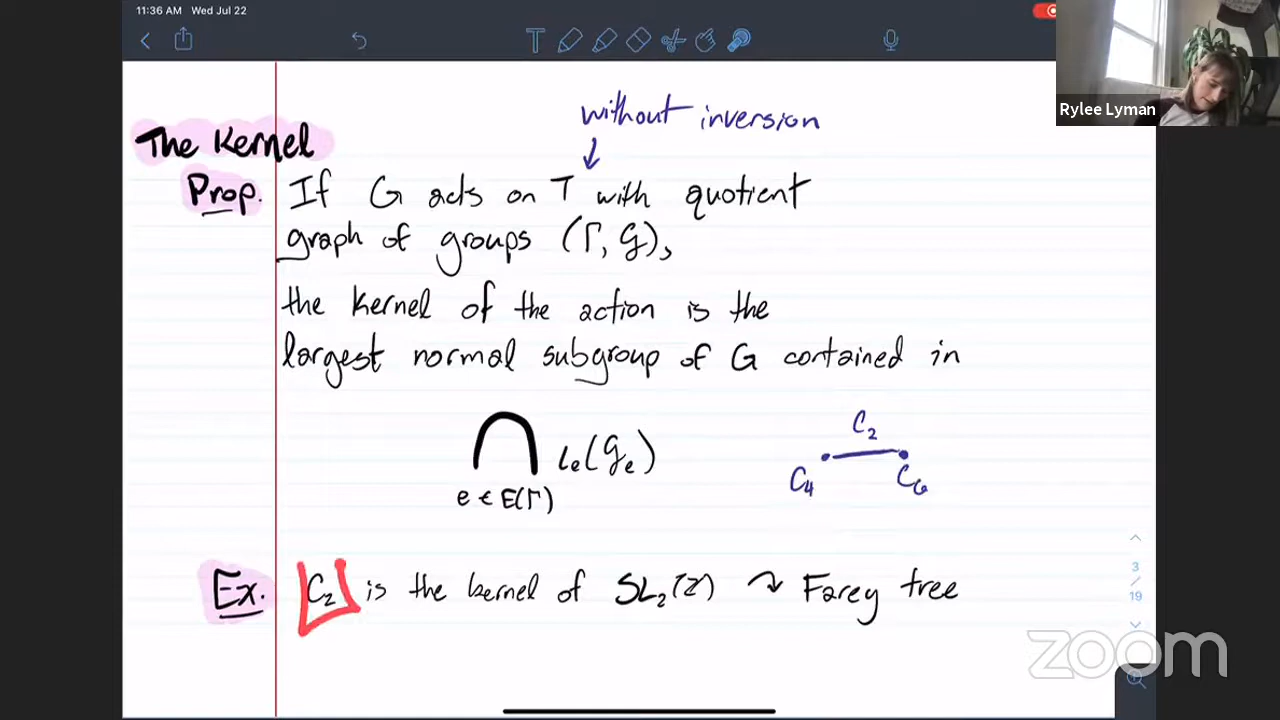 11:36 AM Wed Jul 22
Rylee Lyman
without inversion
↓
The Kernel
Prop. If G acts on T with quotient
graph of groups (Γ, 𝒢),
the kernel of the action is the
largest normal subgroup of G contained in
⋂ ιₑ(𝒢ₑ)
e ∈ E(Γ)
C₂
C₄ C₆
Ex. C₂ is the kernel of SL₂(ℤ) ↷ Farey tree
3
/
19
zoom